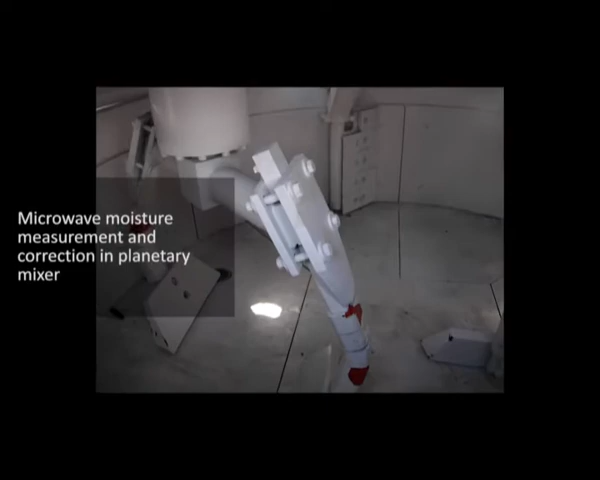 Microwave moisture
measurement and
correction in planetary
mixer